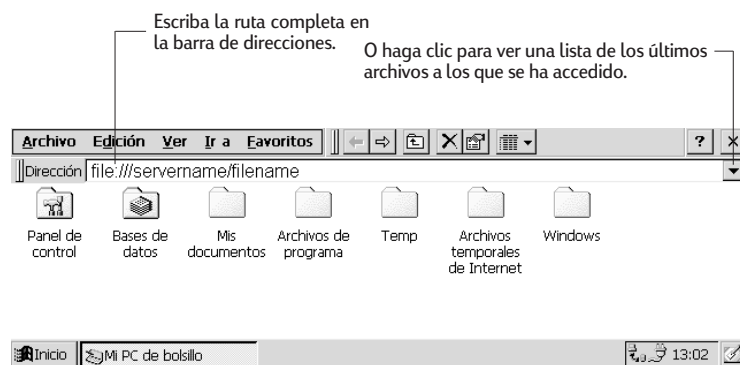 Escriba la ruta completa en
la barra de direcciones.
O haga clic para ver una lista de los últimos
archivos a los que se ha accedido.
Archivo Edición Ver Ir a Favoritos ? ×
Dirección file:///servername/filename
Panel de
control
Bases de
datos
Mis
documentos
Archivos de
programa
Temp
Archivos
temporales
de Internet
Windows
Inicio Mi PC de bolsillo 13:02